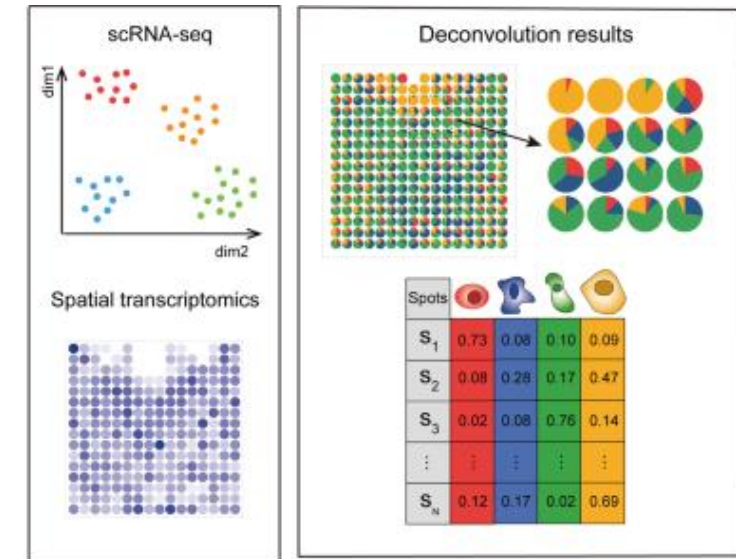 scRNA-seq
dim1
dim2
Spatial transcriptomics
Deconvolution results
Spots
S1 0.73 0.08 0.10 0.09
S2 0.08 0.28 0.17 0.47
S3 0.02 0.08 0.76 0.14
⋮ ⋮ ⋮ ⋮ ⋮
SN 0.12 0.17 0.02 0.69